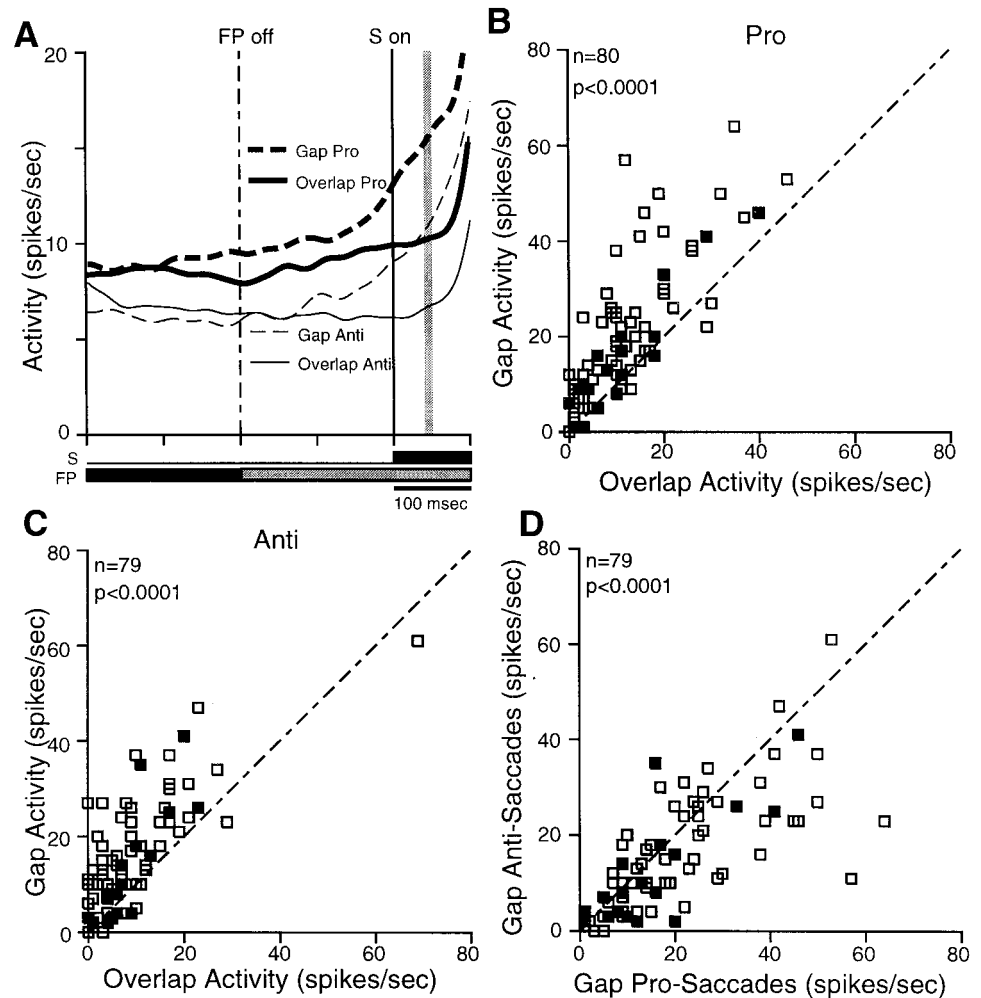 A
FP off
S on
20
10
0
Activity (spikes/sec)
Gap Pro
Overlap Pro
Gap Anti
Overlap Anti
S
FP
100 msec
B
Pro
n=80
p<0.0001
80
60
40
20
0
Gap Activity (spikes/sec)
0 20 40 60 80
Overlap Activity (spikes/sec)
C
Anti
n=79
p<0.0001
80
60
40
20
0
Gap Activity (spikes/sec)
0 20 40 60 80
Overlap Activity (spikes/sec)
D
n=79
p<0.0001
80
60
40
20
0
Gap Anti-Saccades (spikes/sec)
0 20 40 60 80
Gap Pro-Saccades (spikes/sec)